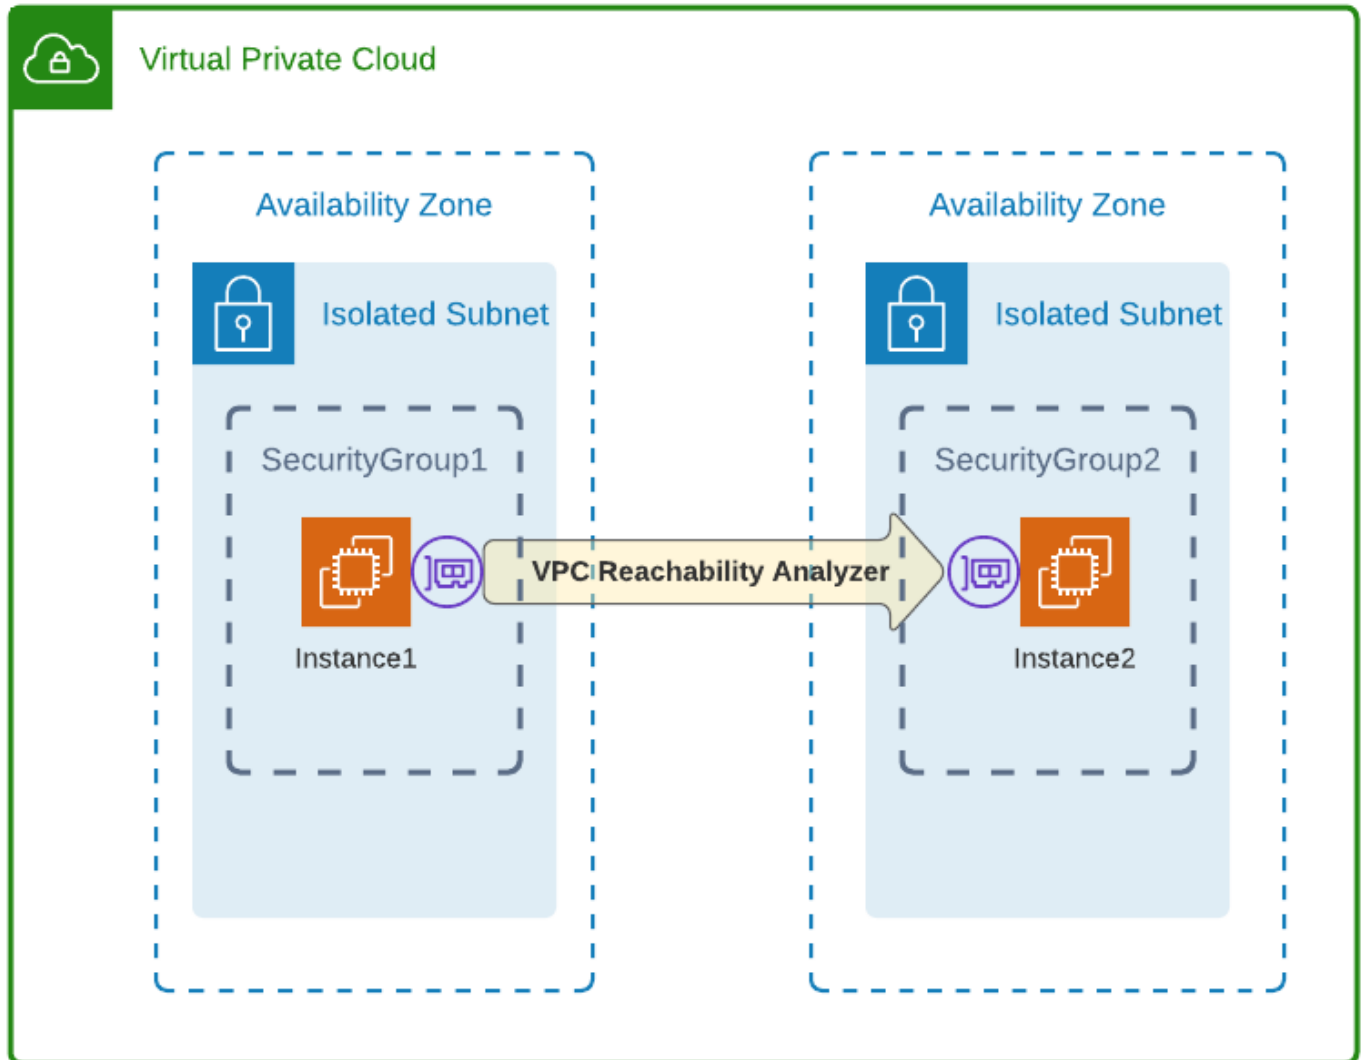 Virtual Private Cloud
Availability Zone
Isolated Subnet
SecurityGroup1
Instance1
VPC Reachability Analyzer
Availability Zone
Isolated Subnet
SecurityGroup2
Instance2